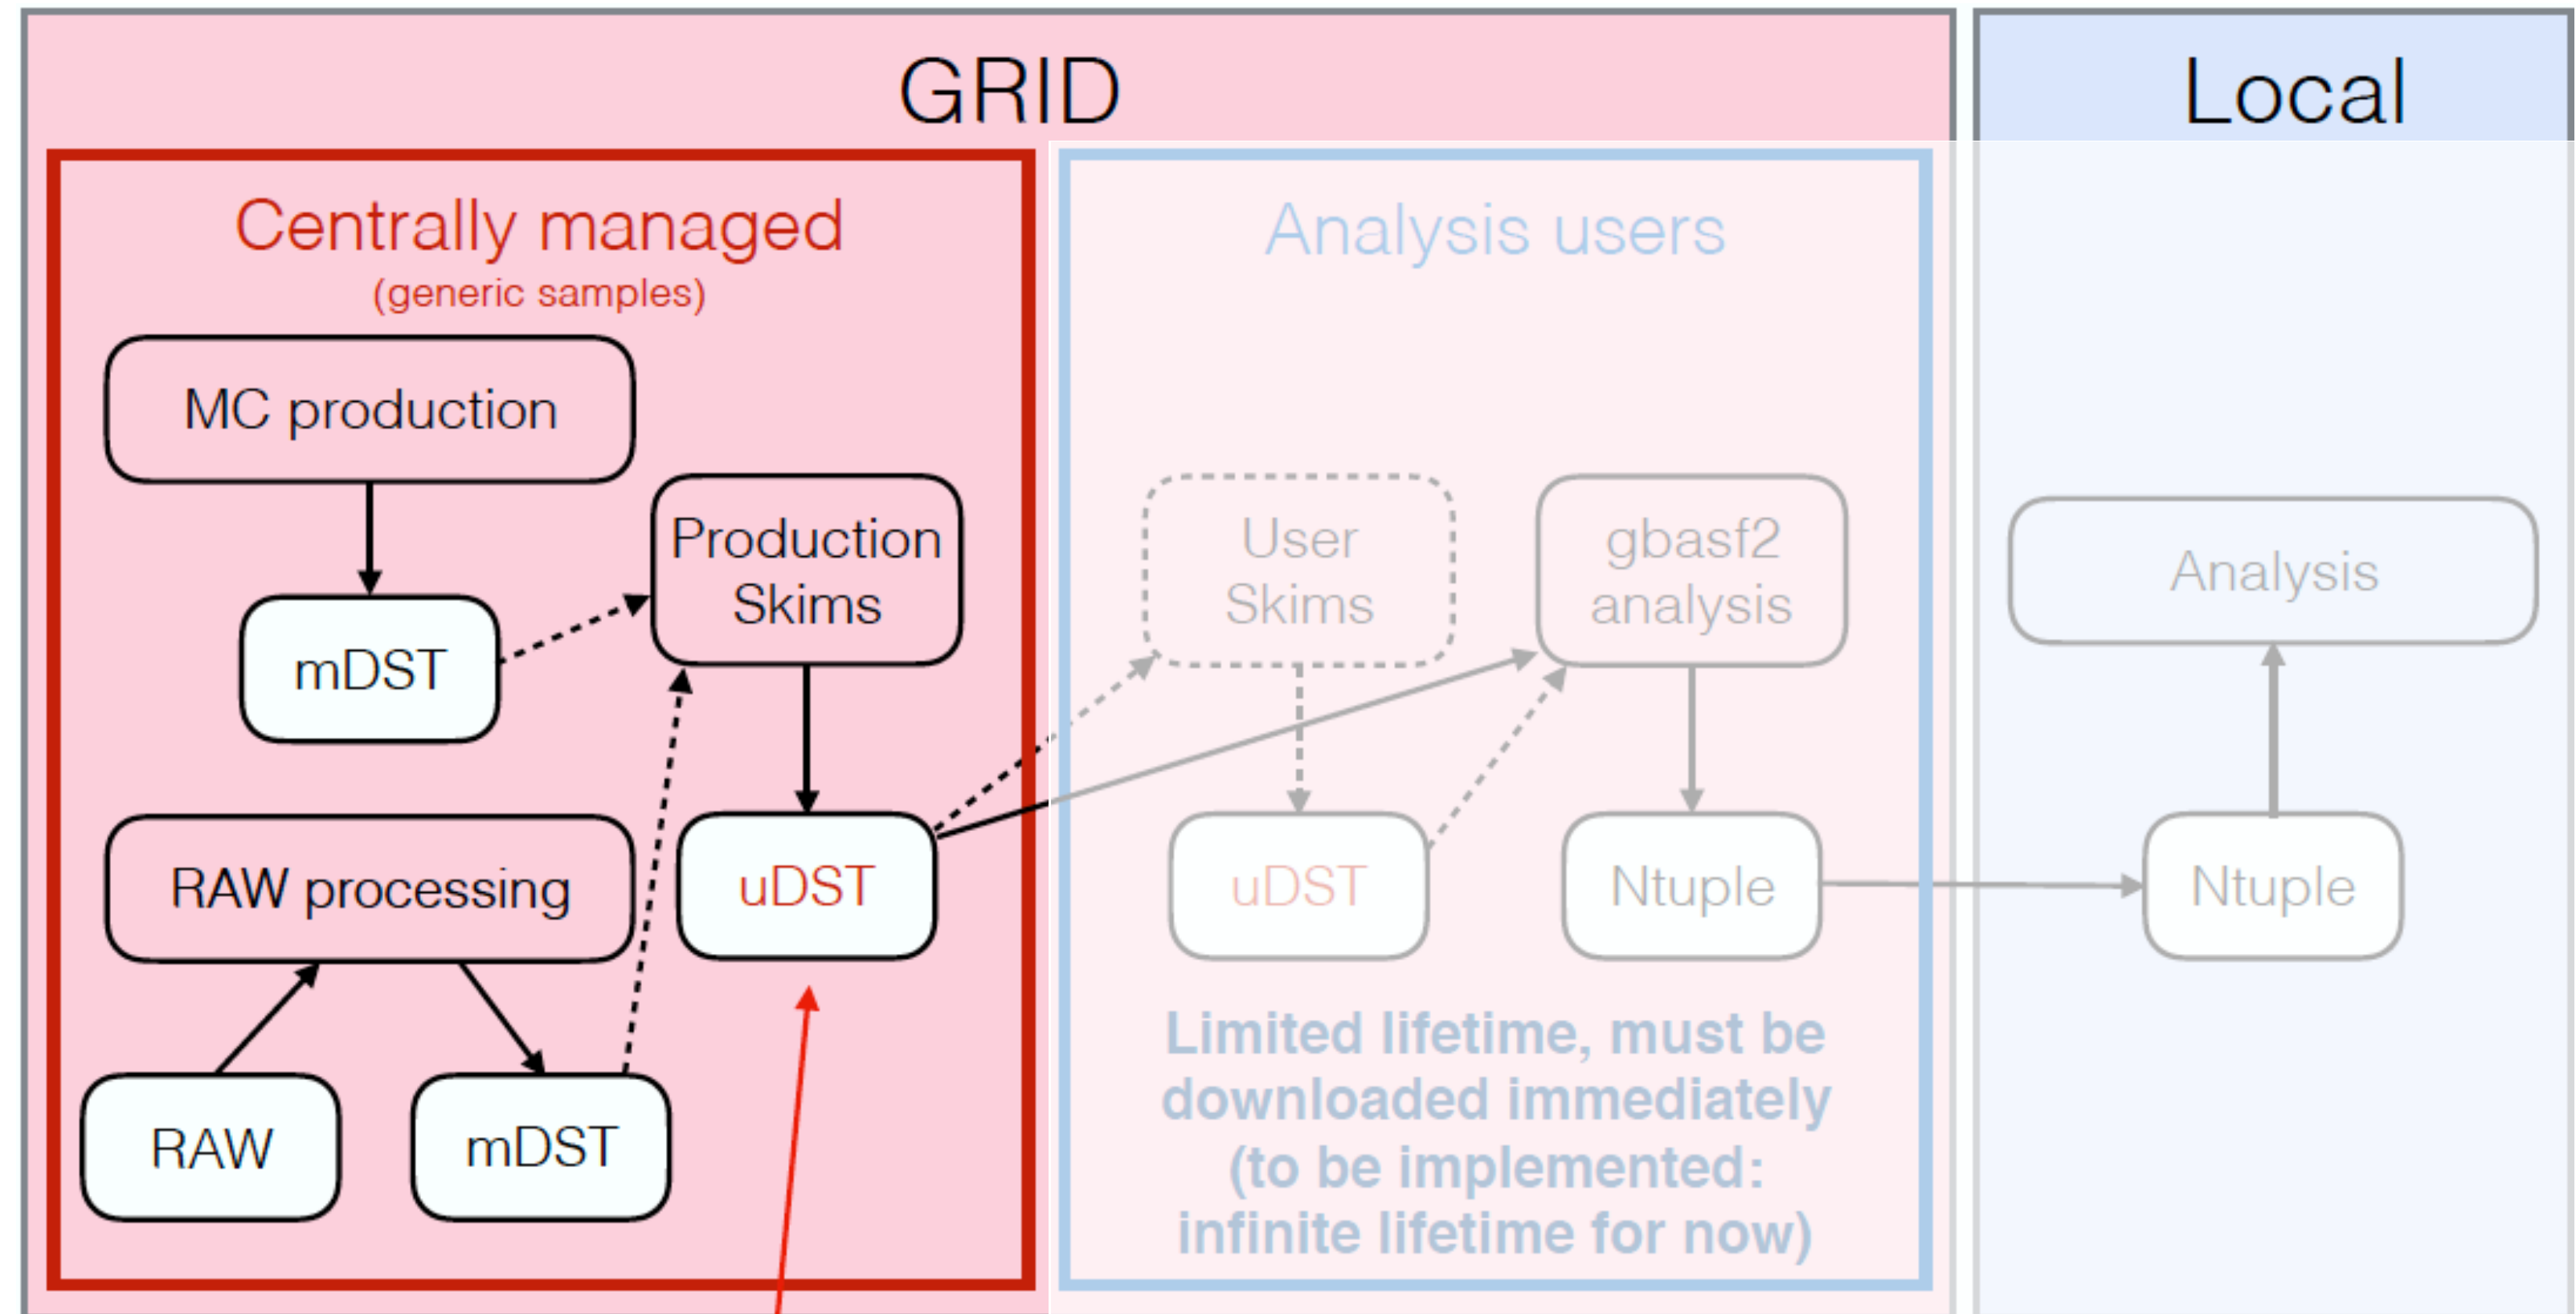 GRID
Local
Centrally managed
(generic samples)
Analysis users
MC production
Production
Skims
mDST
RAW processing
uDST
RAW
mDST
User
Skims
gbasf2
analysis
uDST
Ntuple
Limited lifetime, must be
downloaded immediately
(to be implemented:
infinite lifetime for now)
Analysis
Ntuple